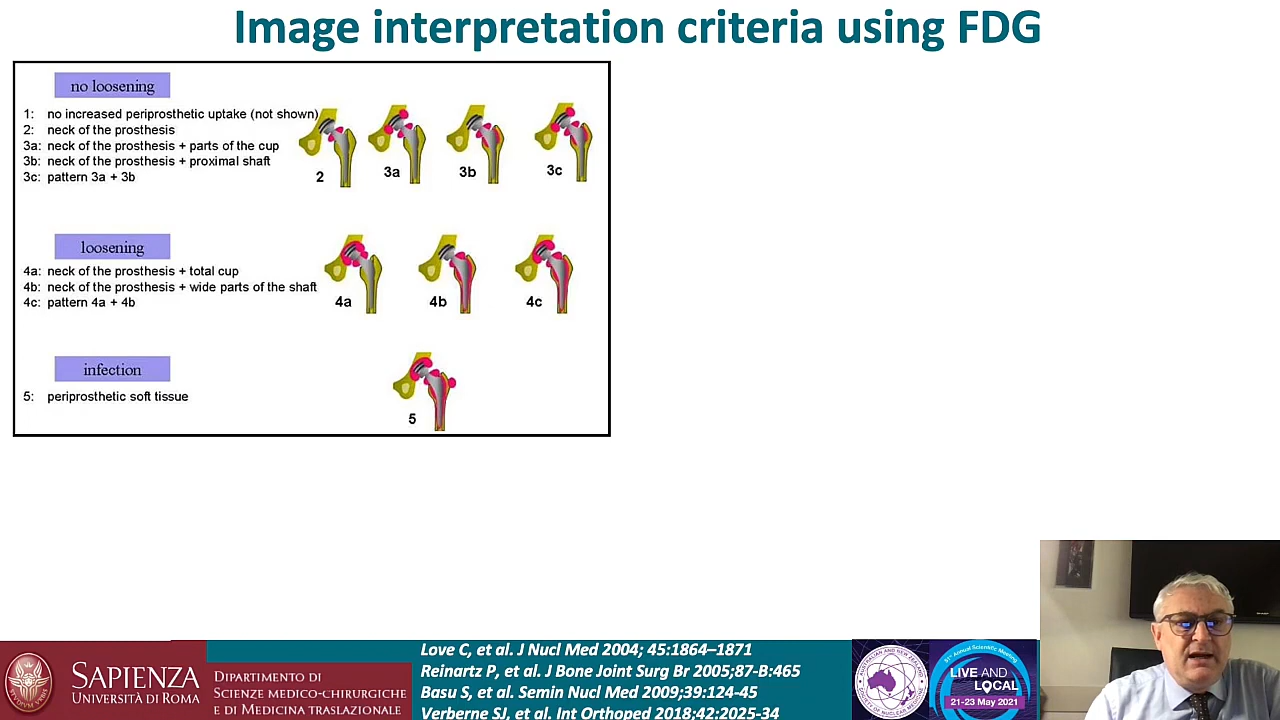 Image interpretation criteria using FDG
no loosening
1: no increased periprosthetic uptake (not shown)
2: neck of the prosthesis
3a: neck of the prosthesis + parts of the cup
3b: neck of the prosthesis + proximal shaft
3c: pattern 3a + 3b
2
3a
3b
3c
loosening
4a: neck of the prosthesis + total cup
4b: neck of the prosthesis + wide parts of the shaft
4c: pattern 4a + 4b
4a
4b
4c
infection
5: periprosthetic soft tissue
5
SAPIENZA
UNIVERSITÀ DI ROMA
DIPARTIMENTO DI
SCIENZE MEDICO-CHIRURGICHE
E DI MEDICINA TRASLAZIONALE
Love C, et al. J Nucl Med 2004; 45:1864–1871
Reinartz P, et al. J Bone Joint Surg Br 2005;87-B:465
Basu S, et al. Semin Nucl Med 2009;39:124-45
Verberne SJ, et al. Int Orthoped 2018;42:2025-34
Annual Scientific Meeting
LIVE AND
LOCAL
21-23 May 2021